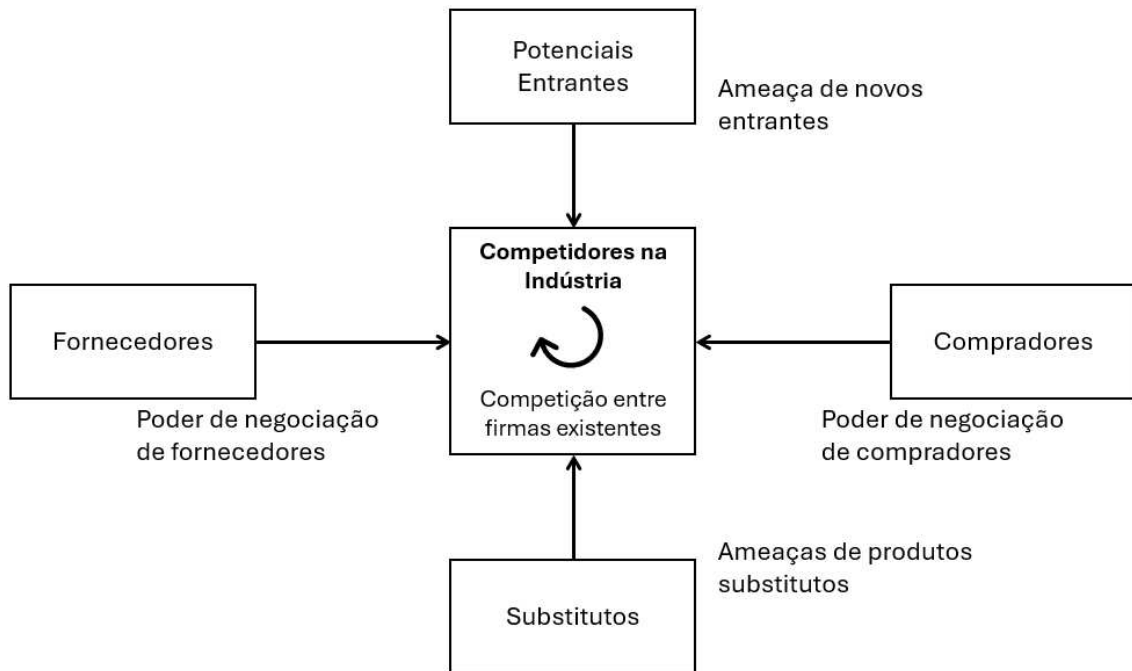 Potenciais
Entrantes
Ameaça de novos
entrantes
Competidores na
Indústria
Competição entre
firmas existentes
Fornecedores
Poder de negociação
de fornecedores
Compradores
Poder de negociação
de compradores
Ameaças de produtos
substitutos
Substitutos